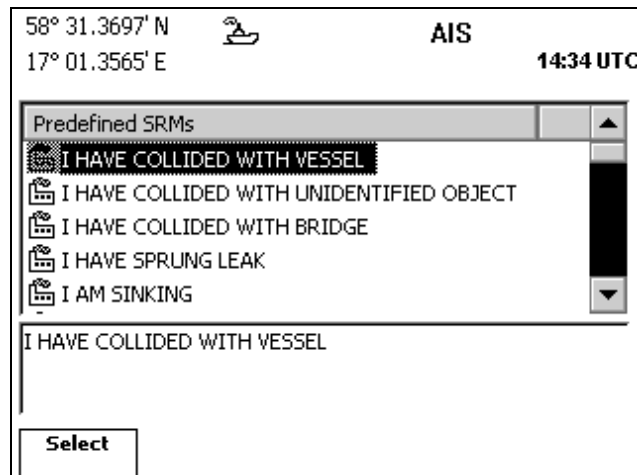 58° 31.3697' N
AIS
17° 01.3565' E
14:34 UTC
Predefined SRMs
I HAVE COLLIDED WITH VESSEL
I HAVE COLLIDED WITH UNIDENTIFIED OBJECT
I HAVE COLLIDED WITH BRIDGE
I HAVE SPRUNG LEAK
I AM SINKING
I HAVE COLLIDED WITH VESSEL
Select